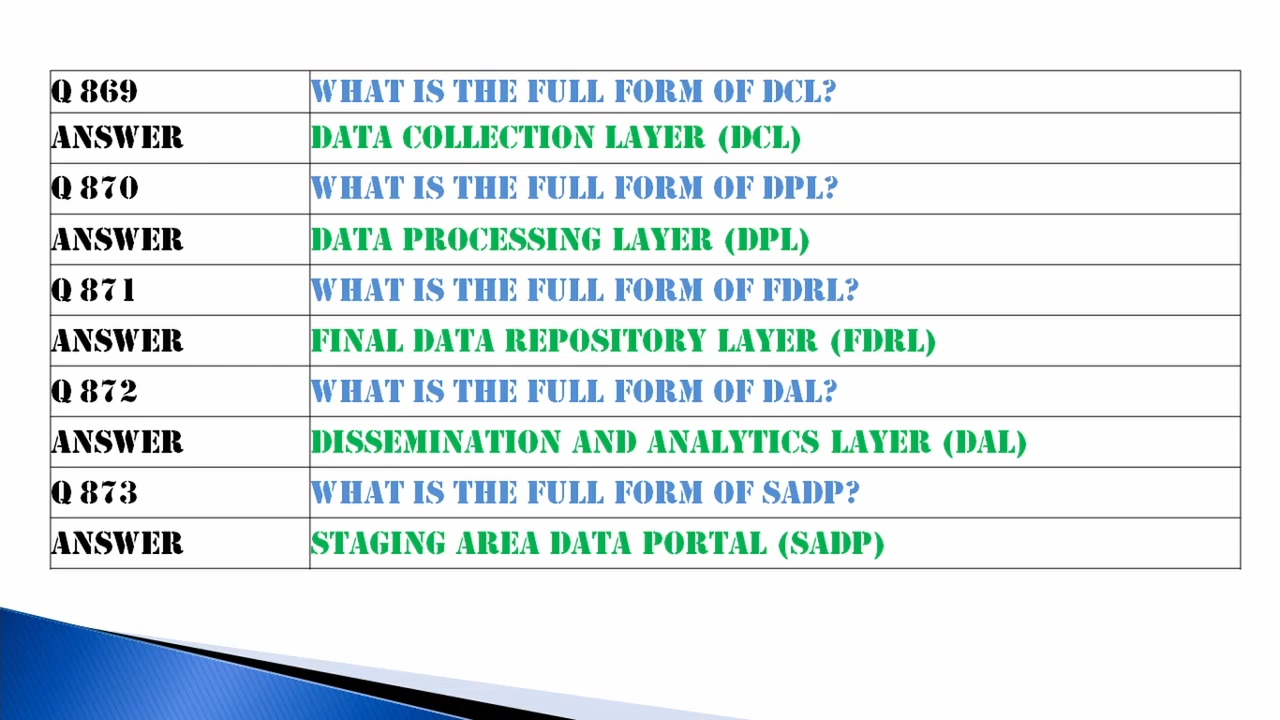 Q 869 WHAT IS THE FULL FORM OF DCL?
ANSWER DATA COLLECTION LAYER (DCL)
Q 870 WHAT IS THE FULL FORM OF DPL?
ANSWER DATA PROCESSING LAYER (DPL)
Q 871 WHAT IS THE FULL FORM OF FDRL?
ANSWER FINAL DATA REPOSITORY LAYER (FDRL)
Q 872 WHAT IS THE FULL FORM OF DAL?
ANSWER DISSEMINATION AND ANALYTICS LAYER (DAL)
Q 873 WHAT IS THE FULL FORM OF SADP?
ANSWER STAGING AREA DATA PORTAL (SADP)